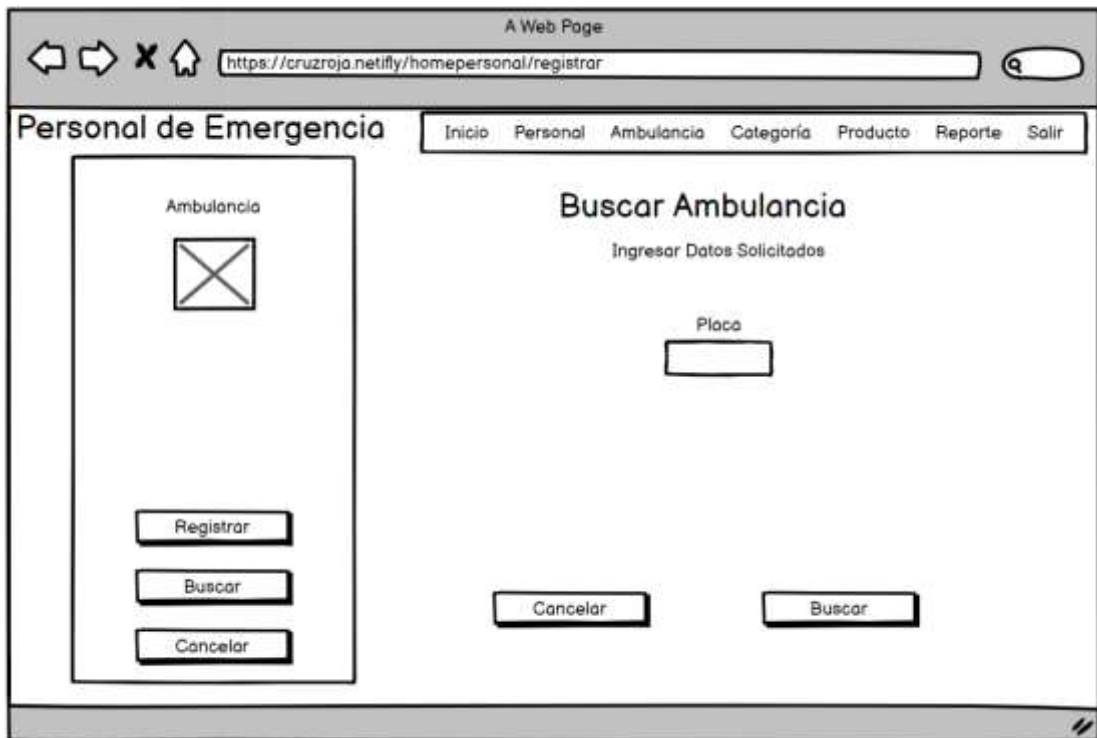 A Web Page
https://cruzroja.netifly/homepersonal/registrar
Personal de Emergencia
Inicio Personal Ambulancia Categoría Producto Reporte Salir
Ambulancia
Registrar
Buscar
Cancelar
Buscar Ambulancia
Ingresar Datos Solicitados
Placa
Cancelar Buscar